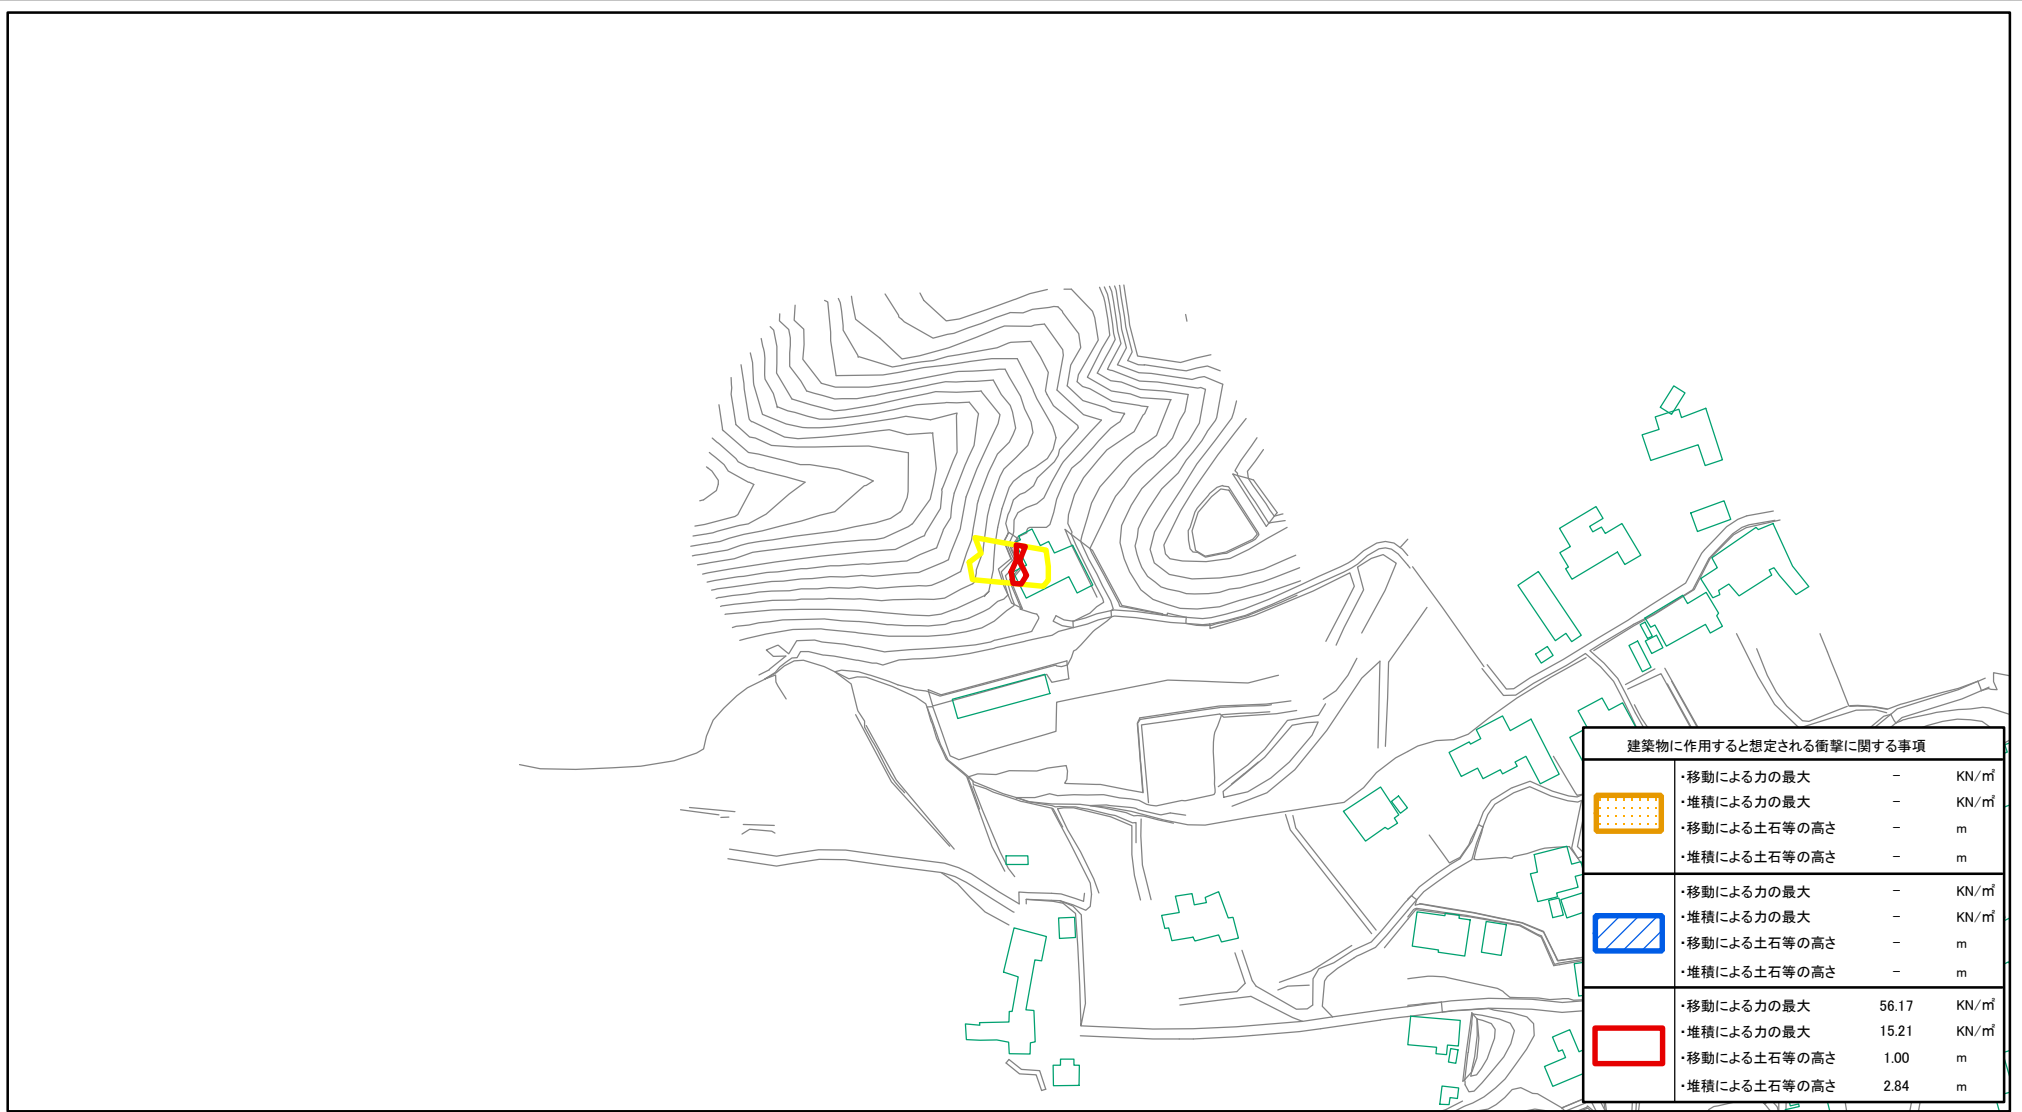 建築物に作用すると想定される衝撃に関する事項
・移動による力の最大 － KN/㎡
・堆積による力の最大 － KN/㎡
・移動による土石等の高さ － m
・堆積による土石等の高さ － m
・移動による力の最大 － KN/㎡
・堆積による力の最大 － KN/㎡
・移動による土石等の高さ － m
・堆積による土石等の高さ － m
・移動による力の最大 56.17 KN/㎡
・堆積による力の最大 15.21 KN/㎡
・移動による土石等の高さ 1.00 m
・堆積による土石等の高さ 2.84 m